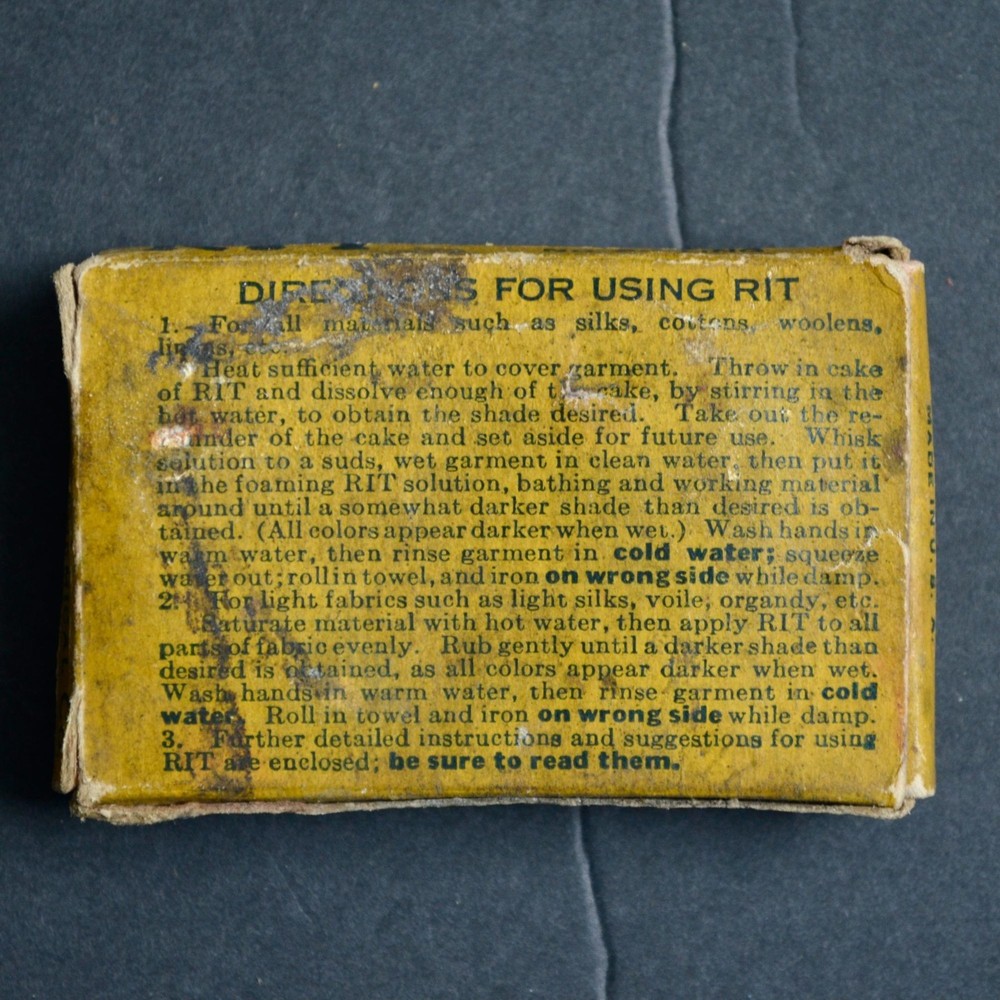 DIRECTIONS FOR USING RIT
1. For all materials such as silks, cottons, woolens,
linens, etc.
Heat sufficient water to cover garment. Throw in cake
of RIT and dissolve enough of the cake, by stirring in the
hot water, to obtain the shade desired. Take out the re-
mainder of the cake and set aside for future use. Whisk
solution to a suds, wet garment in clean water, then put it
in the foaming RIT solution, bathing and working material
around until a somewhat darker shade than desired is ob-
tained. (All colors appear darker when wet.) Wash hands in
warm water, then rinse garment in cold water; squeeze
water out; roll in towel, and iron on wrong side while damp.
2. For light fabrics such as light silks, voile, organdy, etc.
Saturate material with hot water, then apply RIT to all
parts of fabric evenly. Rub gently until a darker shade than
desired is obtained, as all colors appear darker when wet.
Wash hands in warm water, then rinse garment in cold
water. Roll in towel and iron on wrong side while damp.
3. Further detailed instructions and suggestions for using
RIT are enclosed; be sure to read them.
MADE IN U. S. A.